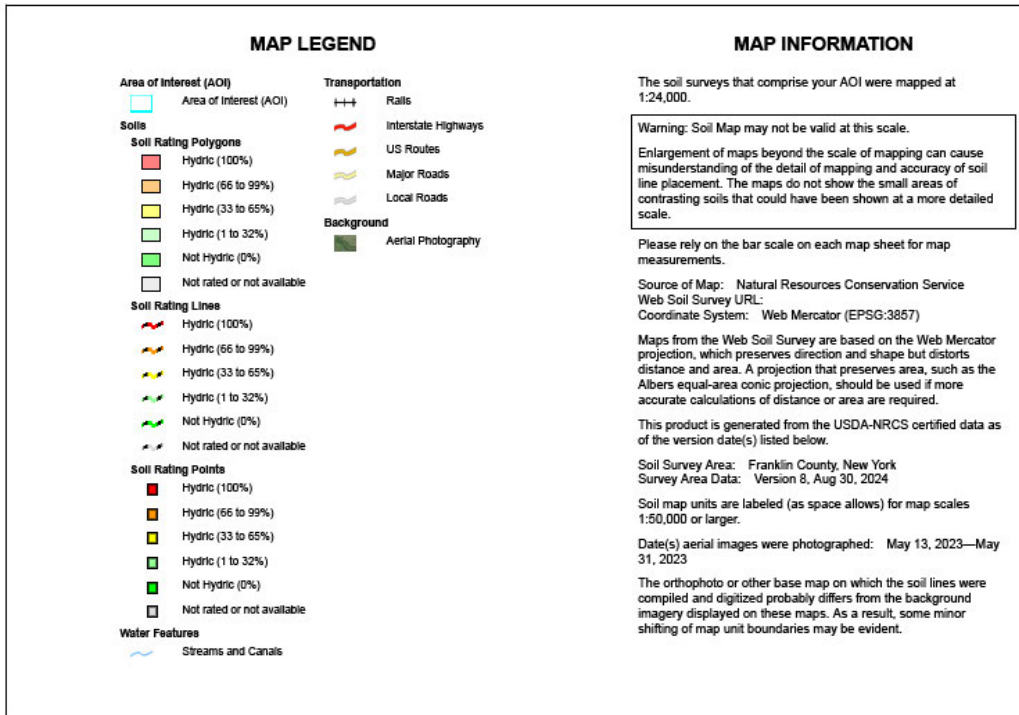 MAP LEGEND
Area of Interest (AOI)
Area of Interest (AOI)
Soils
Soil Rating Polygons
Hydric (100%)
Hydric (66 to 99%)
Hydric (33 to 65%)
Hydric (1 to 32%)
Not Hydric (0%)
Not rated or not available
Soil Rating Lines
Hydric (100%)
Hydric (66 to 99%)
Hydric (33 to 65%)
Hydric (1 to 32%)
Not Hydric (0%)
Not rated or not available
Soil Rating Points
Hydric (100%)
Hydric (66 to 99%)
Hydric (33 to 65%)
Hydric (1 to 32%)
Not Hydric (0%)
Not rated or not available
Water Features
Streams and Canals
Transportation
Rails
Interstate Highways
US Routes
Major Roads
Local Roads
Background
Aerial Photography
MAP INFORMATION
The soil surveys that comprise your AOI were mapped at
1:24,000.
Warning: Soil Map may not be valid at this scale.
Enlargement of maps beyond the scale of mapping can cause
misunderstanding of the detail of mapping and accuracy of soil
line placement. The maps do not show the small areas of
contrasting soils that could have been shown at a more detailed
scale.
Please rely on the bar scale on each map sheet for map
measurements.
Source of Map: Natural Resources Conservation Service
Web Soil Survey URL:
Coordinate System: Web Mercator (EPSG:3857)
Maps from the Web Soil Survey are based on the Web Mercator
projection, which preserves direction and shape but distorts
distance and area. A projection that preserves area, such as the
Albers equal-area conic projection, should be used if more
accurate calculations of distance or area are required.
This product is generated from the USDA-NRCS certified data as
of the version date(s) listed below.
Soil Survey Area: Franklin County, New York
Survey Area Data: Version 8, Aug 30, 2024
Soil map units are labeled (as space allows) for map scales
1:50,000 or larger.
Date(s) aerial images were photographed: May 13, 2023—May
31, 2023
The orthophoto or other base map on which the soil lines were
compiled and digitized probably differs from the background
imagery displayed on these maps. As a result, some minor
shifting of map unit boundaries may be evident.